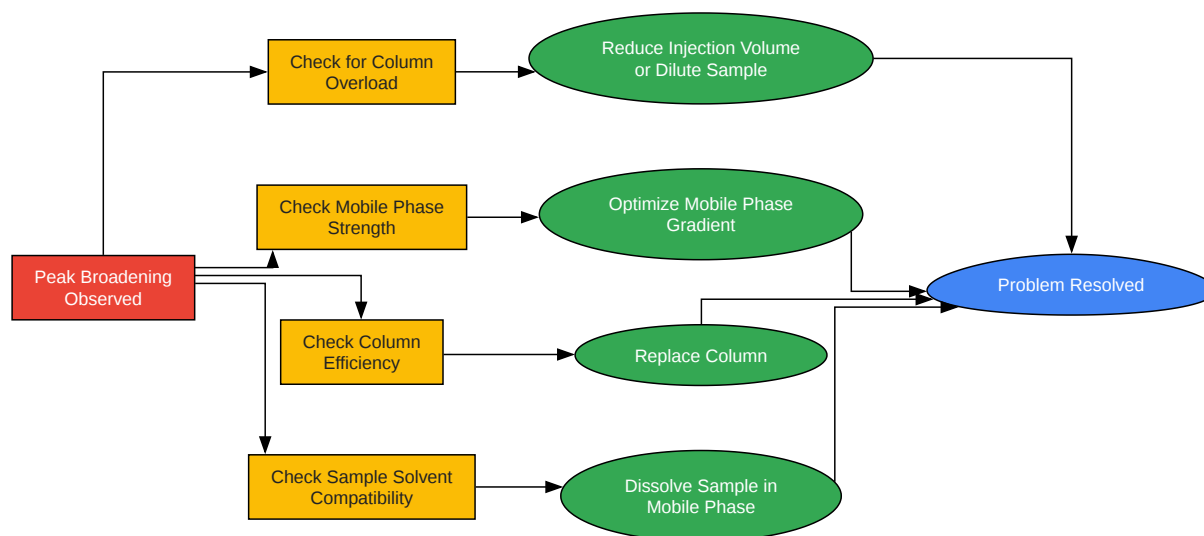 Peak Broadening
Observed
Check for Column
Overload
Reduce Injection Volume
or Dilute Sample
Check Mobile Phase
Strength
Optimize Mobile Phase
Gradient
Check Column
Efficiency
Replace Column
Check Sample Solvent
Compatibility
Dissolve Sample in
Mobile Phase
Problem Resolved